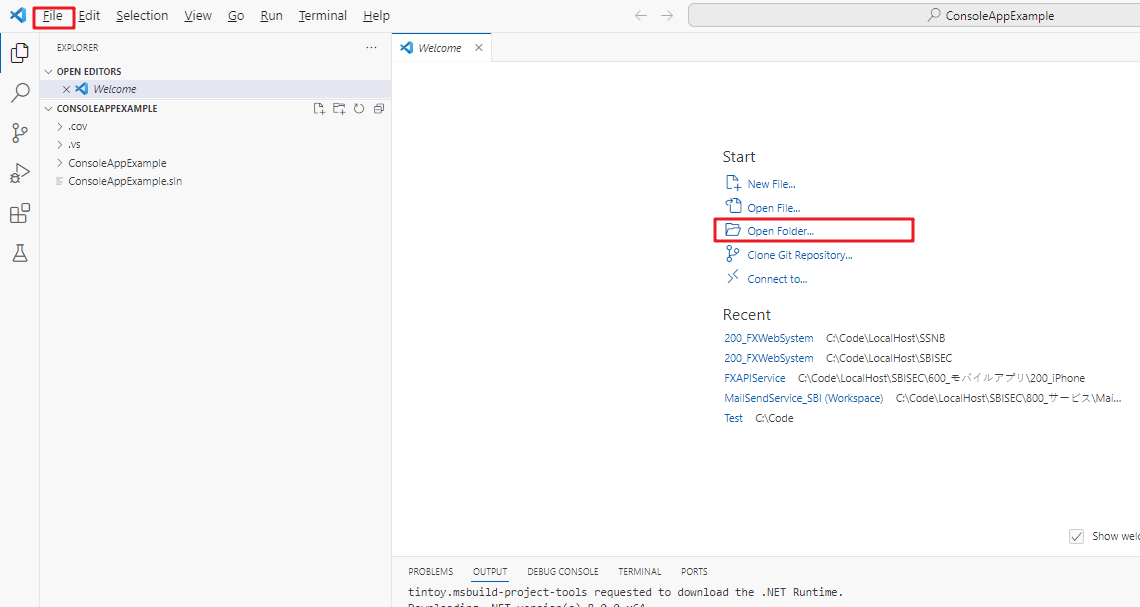 File Edit Selection View Go Run Terminal Help ConsoleAppExample
EXPLORER
Welcome
OPEN EDITORS
Welcome
CONSOLEAPPEXAMPLE
.cov
.vs
ConsoleAppExample
ConsoleAppExample.sln
Start
New File...
Open File...
Open Folder...
Clone Git Repository...
Connect to...
Recent
200_FXWebSystem C:\Code\LocalHost\SSNB
200_FXWebSystem C:\Code\LocalHost\SBISEC
FXAPIService C:\Code\LocalHost\SBISEC\600_モバイルアプリ\200_iPhone
MailSendService_SBI (Workspace) C:\Code\LocalHost\SBISEC\800_サービス\Mai...
Test C:\Code
Show welc
PROBLEMS OUTPUT DEBUG CONSOLE TERMINAL PORTS
tintoy.msbuild-project-tools requested to download the .NET Runtime.